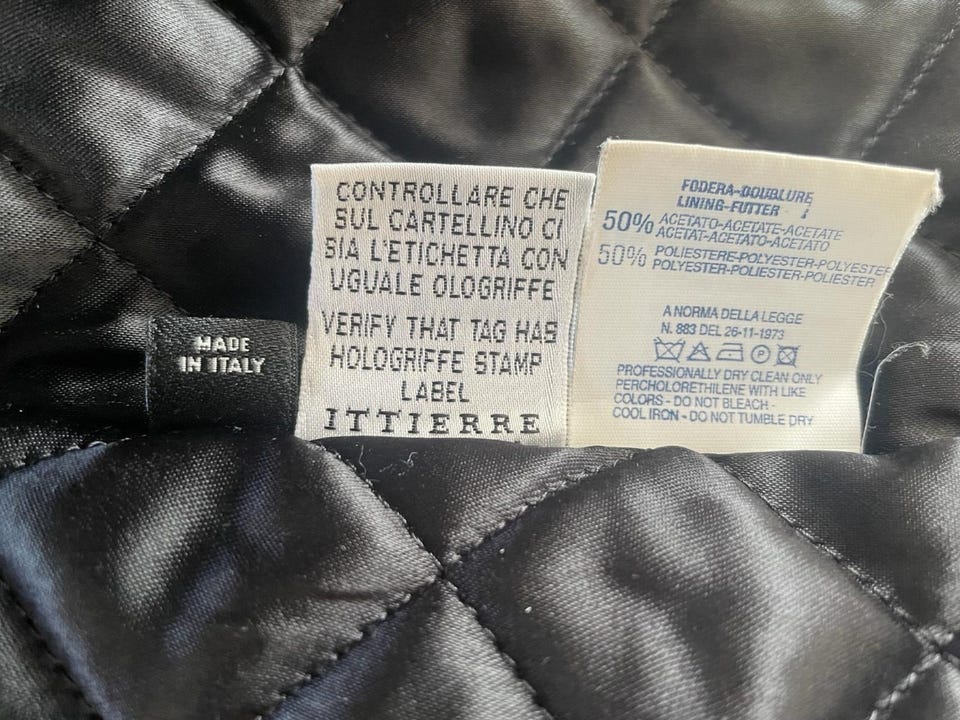 MADE
IN ITALY
CONTROLLARE CHE
SUL CARTELLINO CI
SIA L'ETICHETTA CON
UGUALE OLOGRIFFE
VERIFY THAT TAG HAS
HOLOGRIFFE STAMP
LABEL
ITTIERRE
FODERA-DOUBLURE
LINING-FUTTER
50% ACETATO-ACETATE-ACETATE
ACETAT-ACETATO-ACETATO
50% POLIESTERE-POLYESTER-POLYESTER
POLYESTER-POLIESTER-POLIESTER
A NORMA DELLA LEGGE
N. 883 DEL 26-11-1973
P
PROFESSIONALLY DRY CLEAN ONLY
PERCHOLORETHILENE WITH LIKE
COLORS - DO NOT BLEACH -
COOL IRON - DO NOT TUMBLE DRY